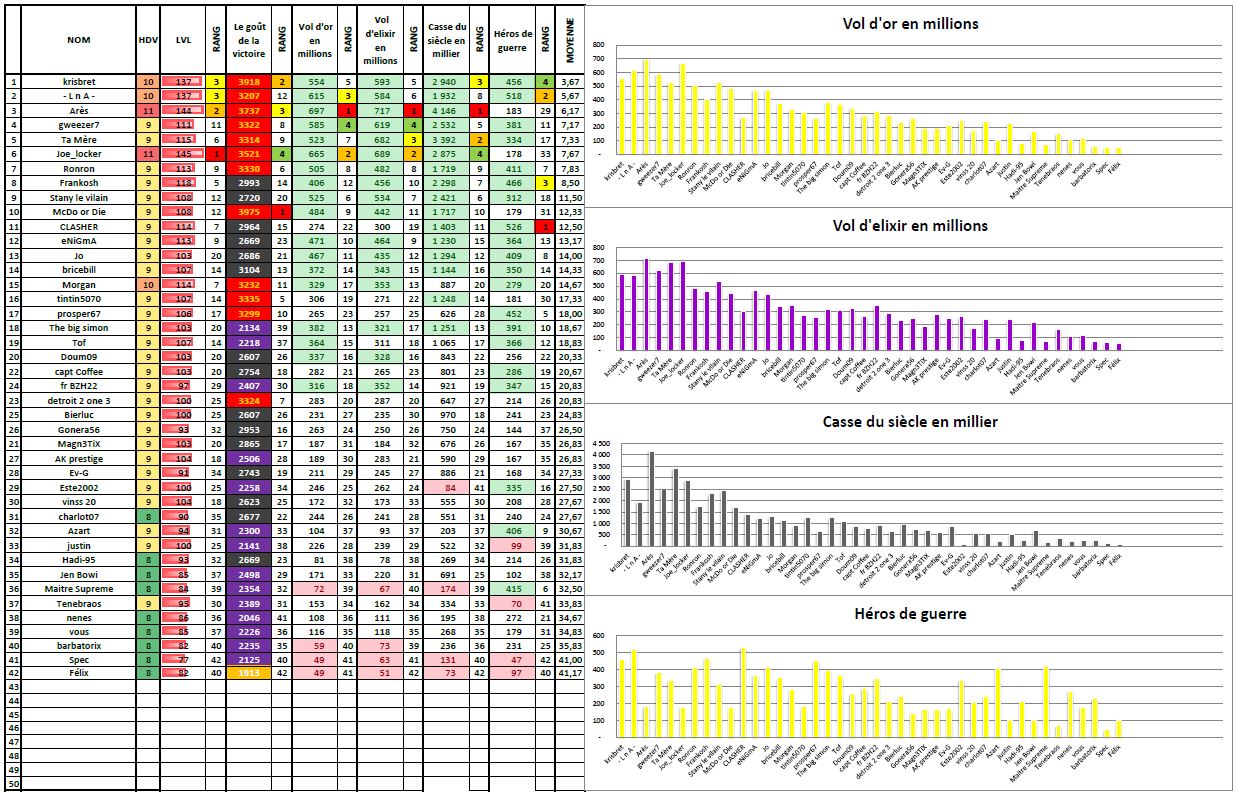 NOM HDV LVL RANG Le goût de la victoire RANG Vol d'or en millions RANG Vol d'elixir en millions RANG Casse du siècle en millier RANG Héros de guerre RANG MOYENNE
1 krisbret 10 137 3 3918 2 554 5 593 5 2 940 3 456 4 3,67
2 - L n A - 10 137 3 3207 12 615 3 584 6 1 932 8 518 2 5,67
3 Arès 11 144 2 3737 3 697 1 717 1 4 146 1 183 29 6,17
4 gweezer7 9 111 11 3322 8 585 4 619 4 2 532 5 381 11 7,17
5 Ta Mère 9 115 6 3314 9 523 7 682 3 3 392 2 334 17 7,33
6 Joe_locker 11 145 1 3521 4 665 2 689 2 2 875 4 178 33 7,67
7 Ronron 9 113 9 3330 6 505 8 482 8 1 719 9 411 7 7,83
8 Frankosh 9 118 5 2993 14 406 12 456 10 2 298 7 466 3 8,50
9 Stany le vilain 9 108 12 2720 20 525 6 534 7 2 421 6 312 18 11,50
10 McDo or Die 9 108 12 3975 1 484 9 442 11 1 717 10 179 31 12,33
11 CLASHER 9 114 7 2964 15 274 22 300 19 1 403 11 526 1 12,50
12 eNiGmA 9 113 9 2669 23 471 10 464 9 1 230 15 364 13 13,17
13 Jo 9 103 20 2686 21 467 11 435 12 1 294 12 409 8 14,00
14 bricebill 9 107 14 3104 13 372 14 343 15 1 144 16 350 14 14,33
15 Morgan 10 114 7 3232 11 329 17 353 13 887 20 279 20 14,67
16 tintin5070 9 107 14 3335 5 306 19 271 22 1 248 14 181 30 17,33
17 prosper67 9 106 17 3299 10 265 23 257 25 626 28 452 5 18,00
18 The big simon 9 107 14 2134 39 382 13 321 17 1 251 13 391 10 18,67
19 Tof 9 107 14 2218 37 364 15 311 18 1 065 17 366 12 18,83
20 Doum09 9 103 20 2607 26 337 16 328 16 843 22 256 22 20,33
22 capt Coffee 9 103 20 2754 18 282 21 265 23 801 23 286 19 20,67
24 fr BZH22 9 97 29 2407 30 316 18 352 14 921 19 347 15 20,83
23 detroit 2 one 3 9 100 25 3324 7 283 20 287 20 647 27 214 26 20,83
25 Bierluc 9 100 25 2607 26 231 27 235 30 970 18 241 23 24,83
26 Gonera56 9 93 32 2953 16 263 24 250 26 750 24 144 37 26,50
21 Magn3TiX 9 103 20 2865 17 187 31 184 32 676 26 167 35 26,83
27 AK prestige 9 104 18 2506 28 189 30 283 21 590 29 167 35 26,83
28 Ev-G 9 91 34 2743 19 211 29 245 27 886 21 168 34 27,33
29 Este2002 9 100 25 2258 34 246 25 262 24 84 41 335 16 27,50
30 vinss 20 9 104 18 2623 25 172 32 173 33 555 30 208 28 27,67
31 charlot07 8 90 35 2677 22 244 26 241 28 551 31 240 24 27,67
32 Azart 9 94 31 2300 33 104 37 93 37 203 37 406 9 30,67
33 justin 9 100 25 2141 38 226 28 239 29 522 32 99 39 31,83
34 Hadi-95 9 93 32 2669 23 81 38 78 38 269 34 214 26 31,83
35 Jen Bowi 8 85 37 2498 29 171 33 220 31 691 25 102 38 32,17
36 Maitre Supreme 8 84 39 2354 32 72 39 67 40 174 39 415 6 32,50
37 Tenebraos 9 95 30 2389 31 153 34 162 34 334 33 70 41 33,83
38 nenes 8 86 36 2046 41 108 36 111 36 195 38 272 21 34,67
39 vous 8 85 37 2226 36 116 35 118 35 268 35 179 31 34,83
40 barbatorix 8 82 40 2235 35 59 40 73 39 236 36 231 25 35,83
41 Spec 8 77 42 2125 40 49 41 63 41 131 40 47 42 41,00
42 Félix 8 82 40 1913 42 49 41 51 42 73 42 97 40 41,17
43
44
45
46
47
48
49
50
Vol d'or en millions
800
700
600
500
400
300
200
100
-
krisbret - L n A - Arès gweezer7 Ta Mère Joe_locker Ronron Frankosh Stany le vilain McDo or Die CLASHER eNiGmA Jo bricebill Morgan tintin5070 prosper67 The big simon Tof Doum09 capt Coffee fr BZH22 detroit 2 one 3 Bierluc Gonera56 Magn3TiX AK prestige Ev-G Este2002 vinss 20 charlot07 Azart justin Hadi-95 Jen Bowi Maitre Supreme Tenebraos nenes vous barbatorix Spec Félix
Vol d'elixir en millions
800
700
600
500
400
300
200
100
-
krisbret - L n A - Arès gweezer7 Ta Mère Joe_locker Ronron Frankosh Stany le vilain McDo or Die CLASHER eNiGmA Jo bricebill Morgan tintin5070 prosper67 The big simon Tof Doum09 capt Coffee fr BZH22 detroit 2 one 3 Bierluc Gonera56 Magn3TiX AK prestige Ev-G Este2002 vinss 20 charlot07 Azart justin Hadi-95 Jen Bowi Maitre Supreme Tenebraos nenes vous barbatorix Spec Félix
Casse du siècle en millier
4 500
4 000
3 500
3 000
2 500
2 000
1 500
1 000
500
-
krisbret - L n A - Arès gweezer7 Ta Mère Joe_locker Ronron Frankosh Stany le vilain McDo or Die CLASHER eNiGmA Jo bricebill Morgan tintin5070 prosper67 The big simon Tof Doum09 capt Coffee fr BZH22 detroit 2 one 3 Bierluc Gonera56 Magn3TiX AK prestige Ev-G Este2002 vinss 20 charlot07 Azart justin Hadi-95 Jen Bowi Maitre Supreme Tenebraos nenes vous barbatorix Spec Félix
Héros de guerre
600
500
400
300
200
100
-
krisbret - L n A - Arès gweezer7 Ta Mère Joe_locker Ronron Frankosh Stany le vilain McDo or Die CLASHER eNiGmA Jo bricebill Morgan tintin5070 prosper67 The big simon Tof Doum09 capt Coffee fr BZH22 detroit 2 one 3 Bierluc Gonera56 Magn3TiX AK prestige Ev-G Este2002 vinss 20 charlot07 Azart justin Hadi-95 Jen Bowi Maitre Supreme Tenebraos nenes vous barbatorix Spec Félix